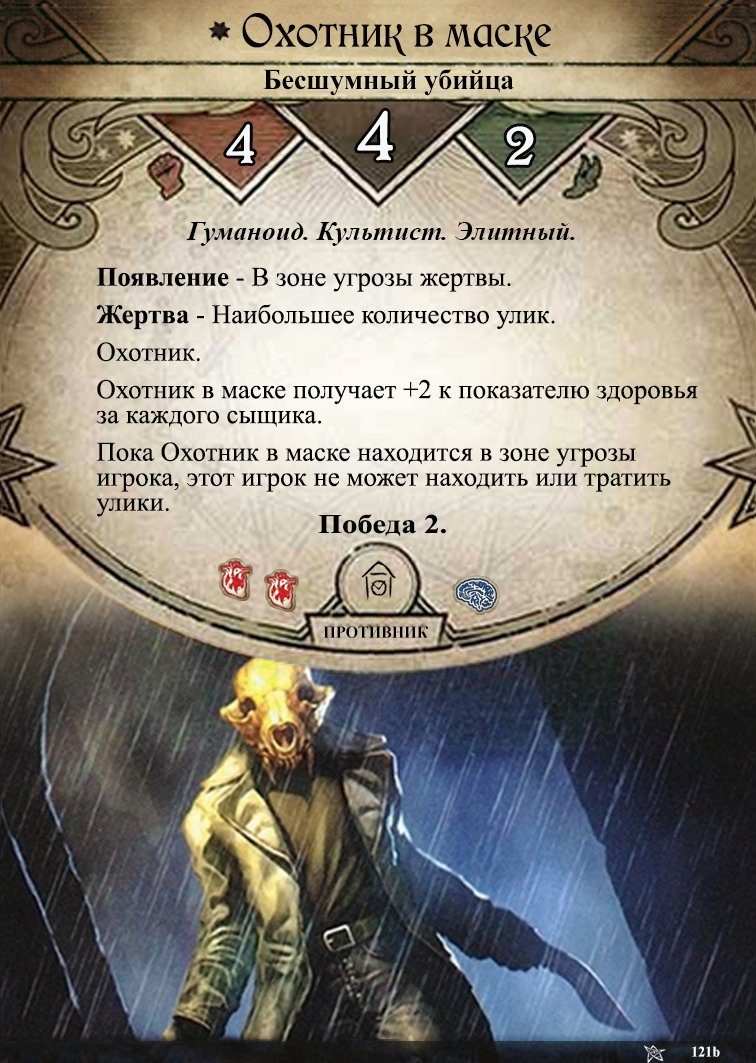 Охотник в маске
Бесшумный убийца
4 4 2
Гуманоид. Культист. Элитный.
Появление - В зоне угрозы жертвы.
Жертва - Наибольшее количество улик.
Охотник.
Охотник в маске получает +2 к показателю здоровья
за каждого сыщика.
Пока Охотник в маске находится в зоне угрозы
игрока, этот игрок не может находить или тратить
улики.
Победа 2.
ПРОТИВНИК
121b